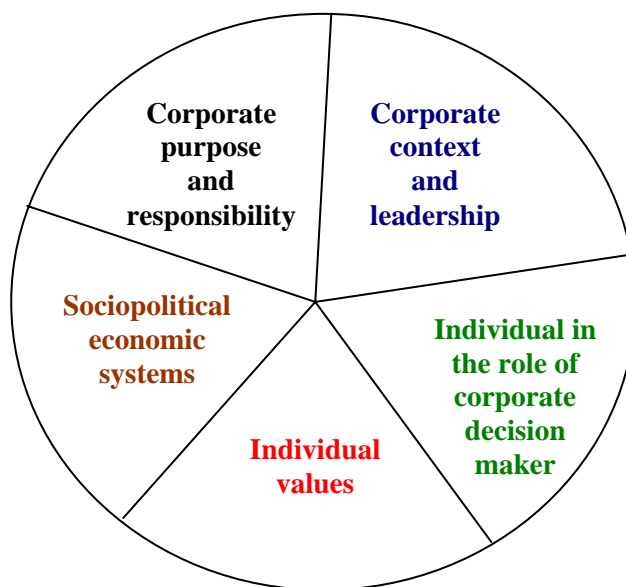 Corporate
purpose
and
responsibility
Corporate
context
and
leadership
Individual in
the role of
corporate
decision
maker
Individual
values
Sociopolitical
economic
systems